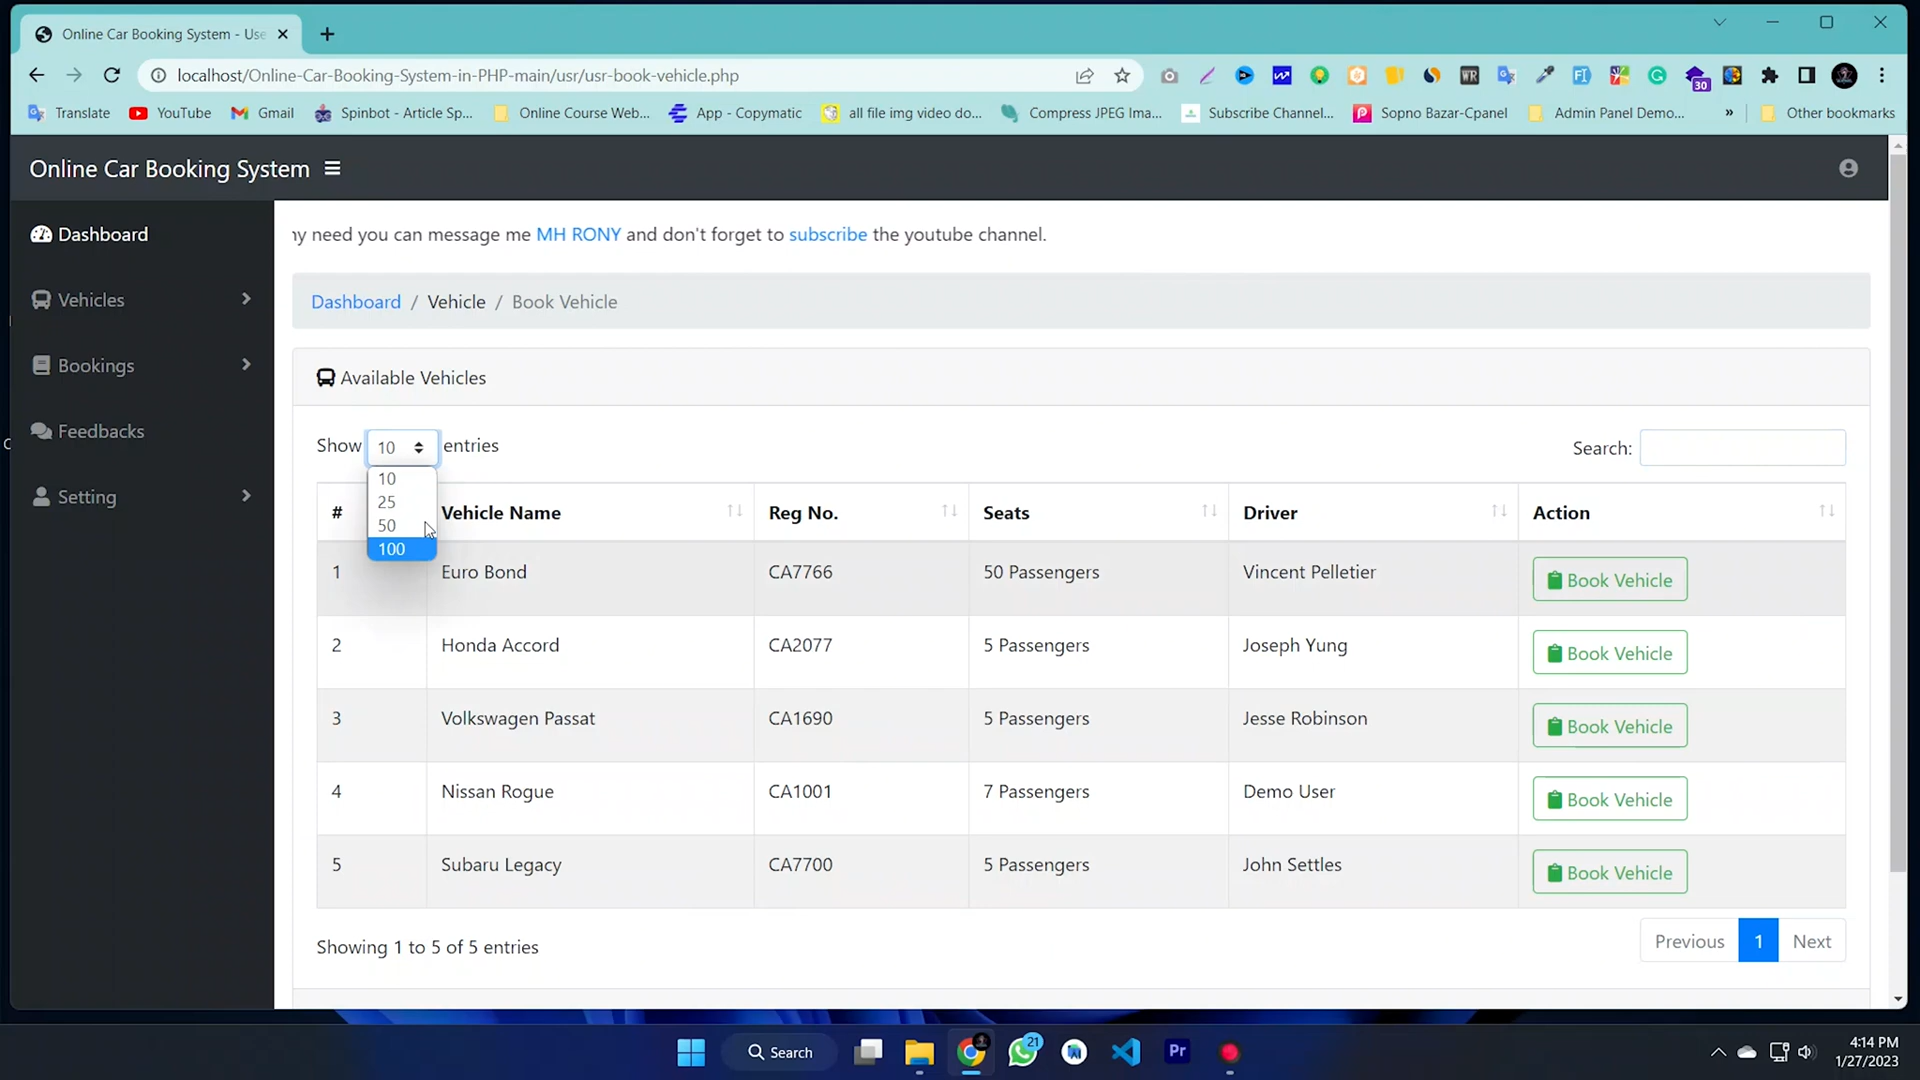 Online Car Booking System - Use
localhost/Online-Car-Booking-System-in-PHP-main/usr/usr-book-vehicle.php
WR
FI
30
Translate YouTube Gmail Spinbot - Article Sp... Online Course Web... App - Copymatic all file img video do... Compress JPEG Ima... Subscribe Channel... Sopno Bazar-Cpanel Admin Panel Demo... » Other bookmarks
Online Car Booking System
Dashboard
Vehicles
Bookings
Feedbacks
Setting
ny need you can message me MH RONY and don't forget to subscribe the youtube channel.
Dashboard / Vehicle / Book Vehicle
Available Vehicles
Show 10 entries
Search:
10
25
50
100
# Vehicle Name Reg No. Seats Driver Action
1 Euro Bond CA7766 50 Passengers Vincent Pelletier Book Vehicle
2 Honda Accord CA2077 5 Passengers Joseph Yung Book Vehicle
3 Volkswagen Passat CA1690 5 Passengers Jesse Robinson Book Vehicle
4 Nissan Rogue CA1001 7 Passengers Demo User Book Vehicle
5 Subaru Legacy CA7700 5 Passengers John Settles Book Vehicle
Showing 1 to 5 of 5 entries
Previous 1 Next
Search
21
Pr
4:14 PM
1/27/2023